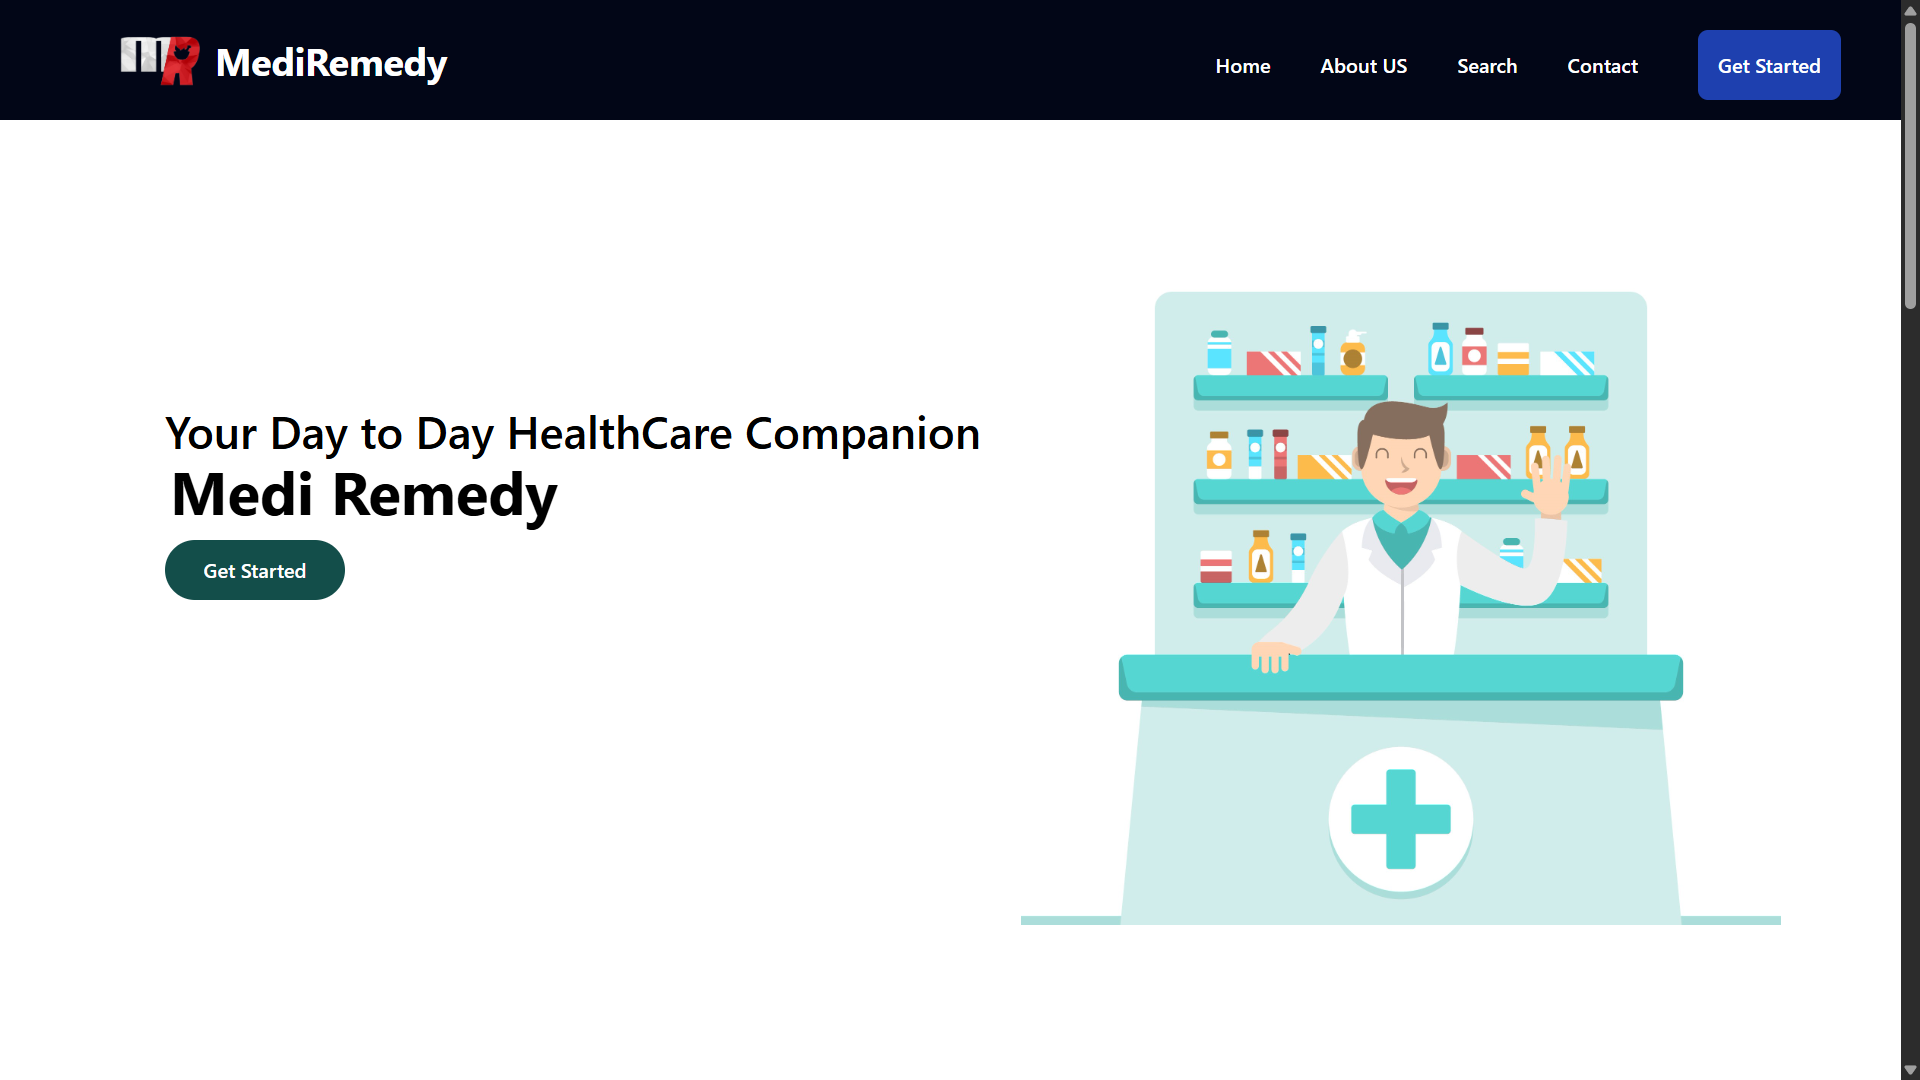 MR MediRemedy
Home About US Search Contact Get Started
Your Day to Day HealthCare Companion
Medi Remedy
Get Started